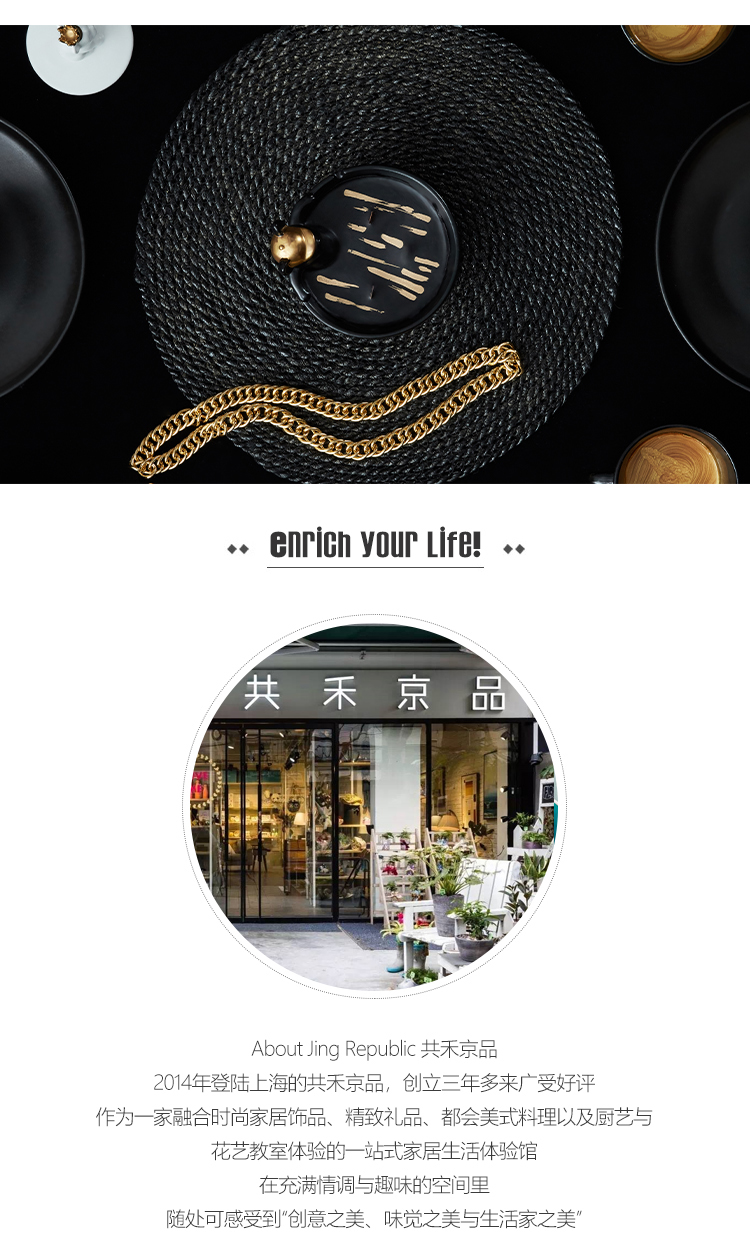 enrich your Life!
共禾京品
About Jing Republic 共禾京品
2014年登陆上海的共禾京品，创立三年多来广受好评
作为一家融合时尚家居饰品、精致礼品、都会美式料理以及厨艺与
花艺教室体验的一站式家居生活体验馆
在充满情调与趣味的空间里
随处可感受到“创意之美、味觉之美与生活家之美”